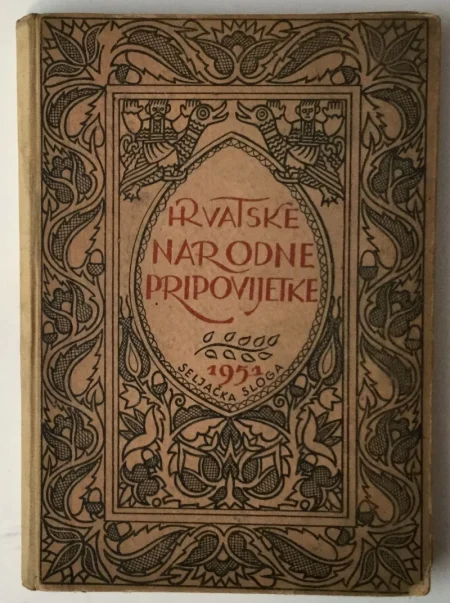 HRVATSKE
NARODNE
PRIPOVIJETKE
1951
SELJAČKA SLOGA